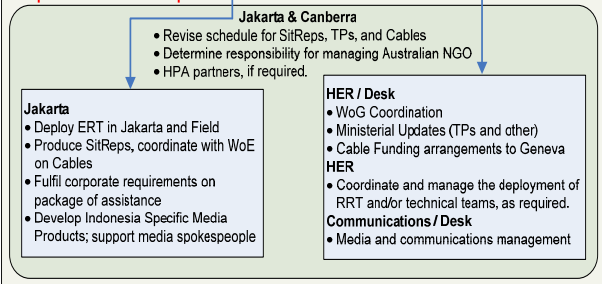 Jakarta & Canberra
• Revise schedule for SitReps, TPs, and Cables
• Determine responsibility for managing Australian NGO
• HPA partners, if required.
Jakarta
• Deploy ERT in Jakarta and Field
• Produce SitReps, coordinate with WoE
on Cables
• Fulfil corporate requirements on
package of assistance
• Develop Indonesia Specific Media
Products; support media spokespeople
HER / Desk
• WoG Coordination
• Ministerial Updates (TPs and other)
• Cable Funding arrangements to Geneva
HER
• Coordinate and manage the deployment of
RRT and/or technical teams, as required.
Communications / Desk
• Media and communications management